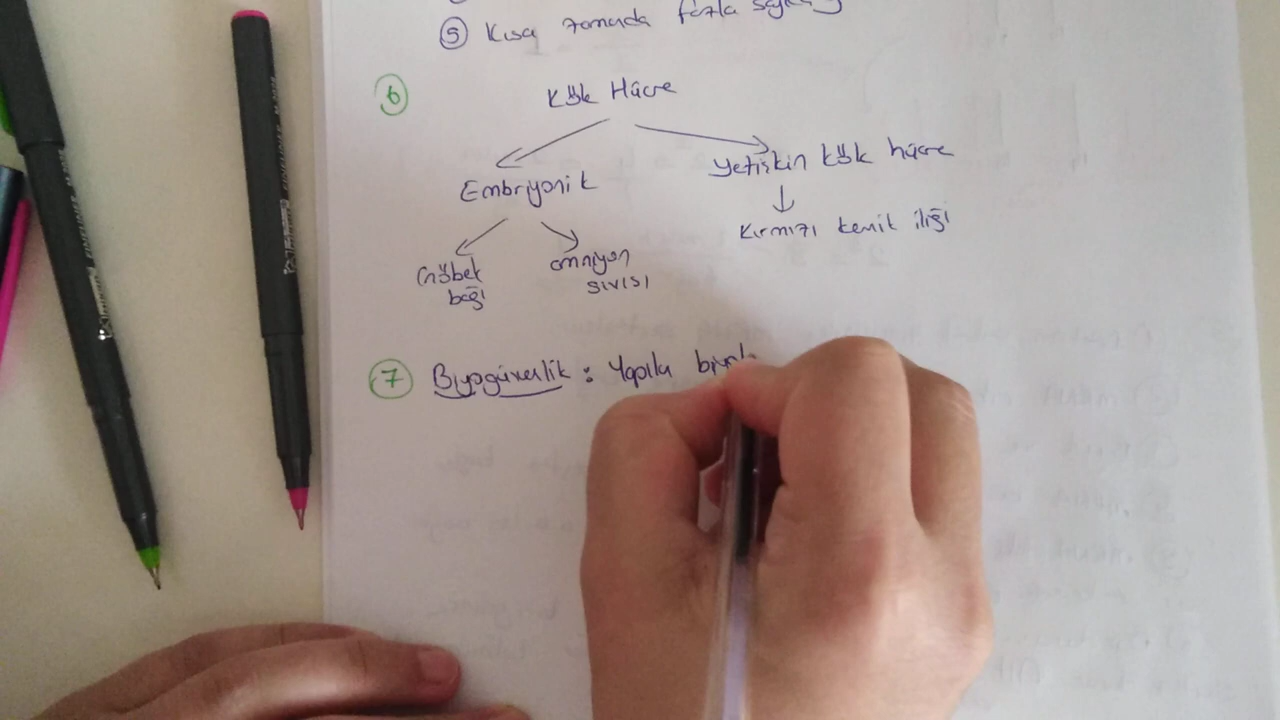 ⑤ Kısa zamanda fazla
⑥ Kök Hücre
Embriyonik
Yetişkin kök hücre
Göbek bağı
amniyon sıvısı
Kırmızı kemik iliği
⑦ Biyogüvenlik : Yapılan